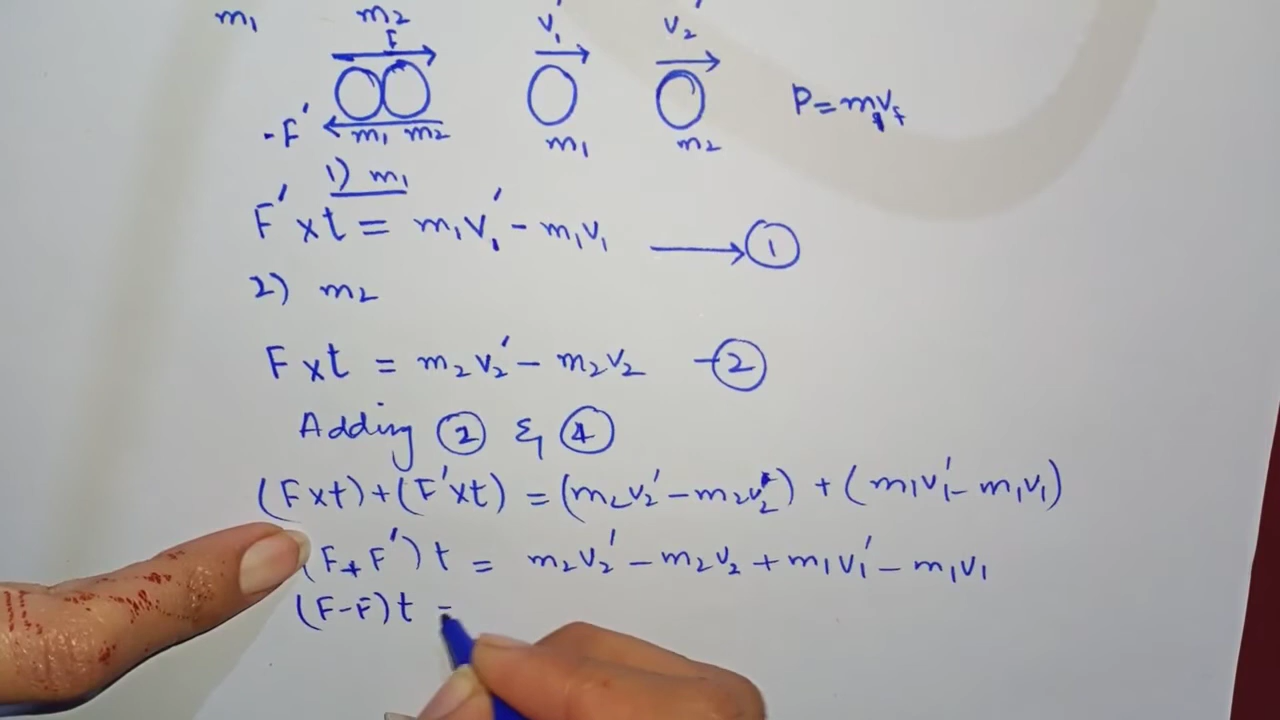 m₁ m₂
F V₁' V₂'
P=mv_f
-F' m₁ m₂ m₁ m₂
1) m₁
F' x t = m₁v₁' - m₁v₁ → ①
2) m₂
F x t = m₂v₂' - m₂v₂ - ②
Adding ② & ④
(F x t) + (F' x t) = (m₂v₂' - m₂v₂) + (m₁v₁' - m₁v₁)
(F + F') t = m₂v₂' - m₂v₂ + m₁v₁' - m₁v₁
(F - F) t =